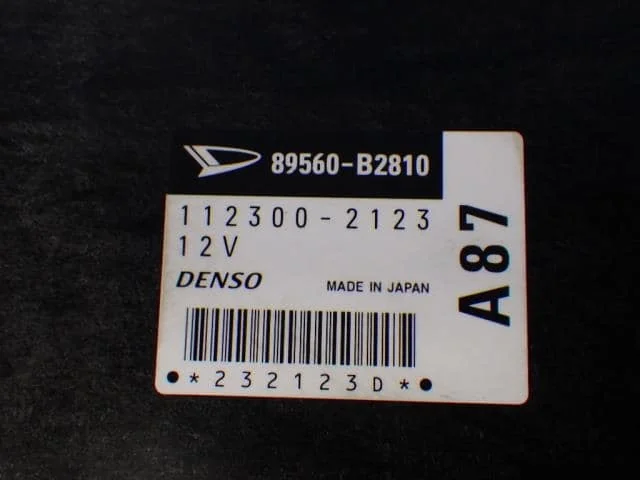 89560-B2810
112300-2123
12V
DENSO MADE IN JAPAN
*232123D*
A87